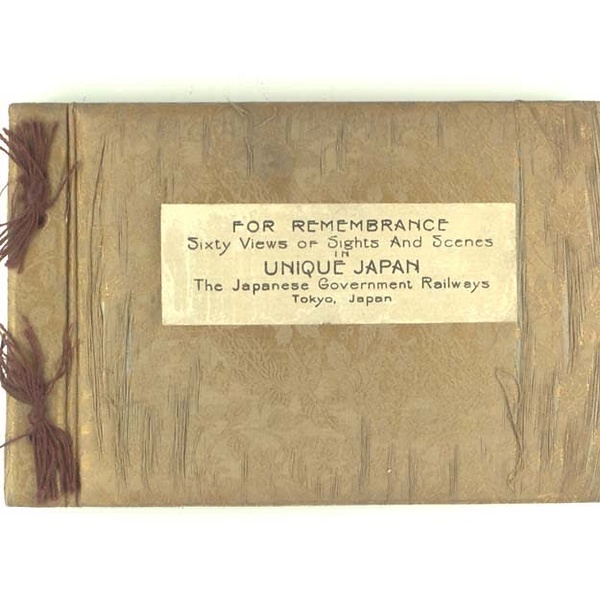 FOR REMEMBRANCE
Sixty Views of Sights And Scenes
IN
UNIQUE JAPAN
The Japanese Government Railways
Tokyo, Japan